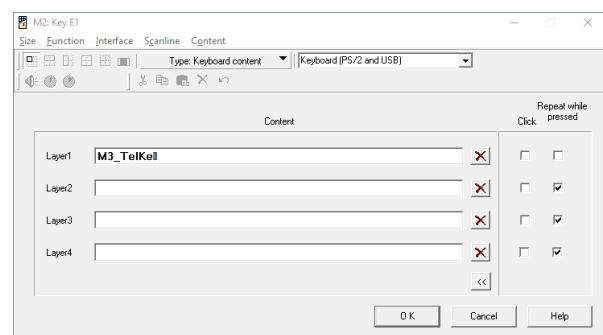 M2: Key E1
Size Function Interface Scanline Content
Type: Keyboard content Keyboard (PS/2 and USB)
Content Click Repeat while pressed
Layer1 M3_TelKell
Layer2
Layer3
Layer4
<<
OK Cancel Help